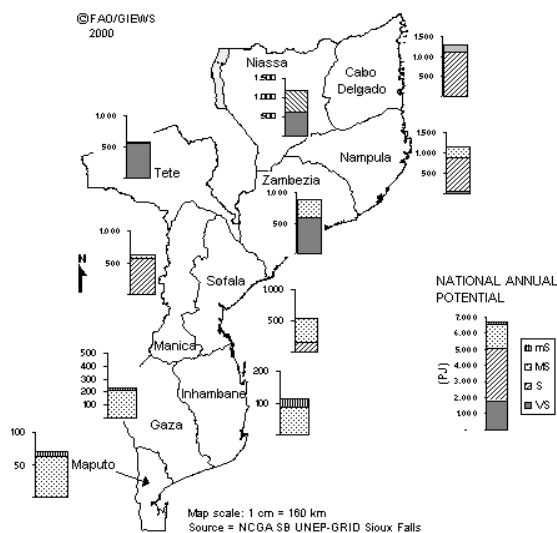 ©FAO/GIEWS
2000
Niassa
1.500
1.000
500
Cabo
Delgado
1.500
1.000
500
1.000
500
Tete
Nampula
1.500
1.000
500
Zambezia
1.000
500
N
1.000
500
Sofala
1.000
500
Manica
500
400
300
200
100
Inhambane
200
100
Gaza
100
50
Maputo
NATIONAL ANNUAL
POTENTIAL
(PJ)
7.000
6.000
5.000
4.000
3.000
2.000
1.000
-
mS
MS
S
VS
Map scale: 1 cm = 160 km
Source = NCGA SB UNEP-GRID Sioux Falls